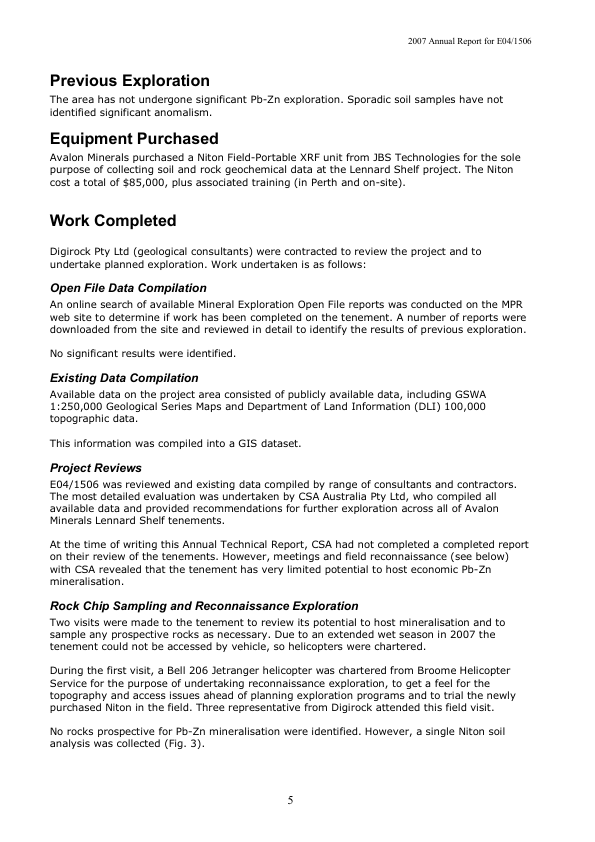 2007 Annual Report for E04/1506
Previous Exploration
The area has not undergone significant Pb-Zn exploration. Sporadic soil samples have not
identified significant anomalism.
Equipment Purchased
Avalon Minerals purchased a Niton Field-Portable XRF unit from JBS Technologies for the sole
purpose of collecting soil and rock geochemical data at the Lennard Shelf project. The Niton
cost a total of $85,000, plus associated training (in Perth and on-site).
Work Completed
Digirock Pty Ltd (geological consultants) were contracted to review the project and to
undertake planned exploration. Work undertaken is as follows:
Open File Data Compilation
An online search of available Mineral Exploration Open File reports was conducted on the MPR
web site to determine if work has been completed on the tenement. A number of reports were
downloaded from the site and reviewed in detail to identify the results of previous exploration.
No significant results were identified.
Existing Data Compilation
Available data on the project area consisted of publicly available data, including GSWA
1:250,000 Geological Series Maps and Department of Land Information (DLI) 100,000
topographic data.
This information was compiled into a GIS dataset.
Project Reviews
E04/1506 was reviewed and existing data compiled by range of consultants and contractors.
The most detailed evaluation was undertaken by CSA Australia Pty Ltd, who compiled all
available data and provided recommendations for further exploration across all of Avalon
Minerals Lennard Shelf tenements.
At the time of writing this Annual Technical Report, CSA had not completed a completed report
on their review of the tenements. However, meetings and field reconnaissance (see below)
with CSA revealed that the tenement has very limited potential to host economic Pb-Zn
mineralisation.
Rock Chip Sampling and Reconnaissance Exploration
Two visits were made to the tenement to review its potential to host mineralisation and to
sample any prospective rocks as necessary. Due to an extended wet season in 2007 the
tenement could not be accessed by vehicle, so helicopters were chartered.
During the first visit, a Bell 206 Jetranger helicopter was chartered from Broome Helicopter
Service for the purpose of undertaking reconnaissance exploration, to get a feel for the
topography and access issues ahead of planning exploration programs and to trial the newly
purchased Niton in the field. Three representative from Digirock attended this field visit.
No rocks prospective for Pb-Zn mineralisation were identified. However, a single Niton soil
analysis was collected (Fig. 3).
5